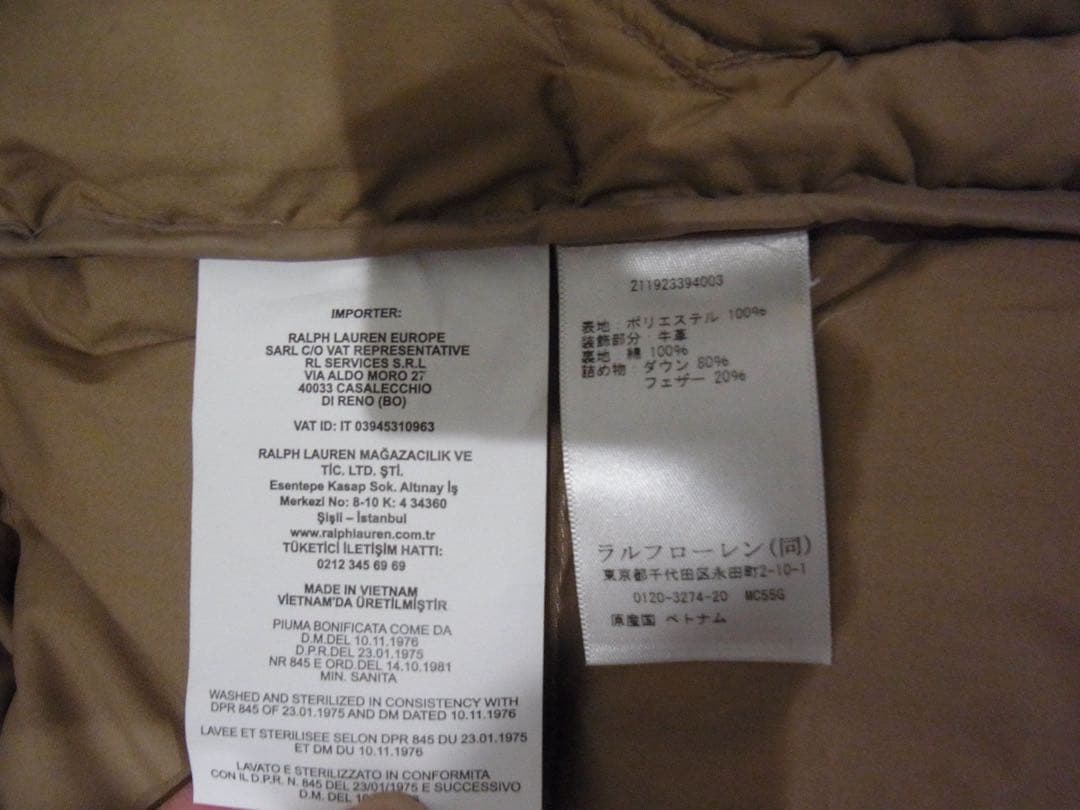 IMPORTER:
RALPH LAUREN EUROPE
SARL C/O VAT REPRESENTATIVE
RL SERVICES S.R.L
VIA ALDO MORO 27
40033 CASALECCHIO
DI RENO (BO)
VAT ID: IT 03945310963
RALPH LAUREN MAĞAZACILIK VE
TİC. LTD. ŞTİ.
Esentepe Kasap Sok. Altınay İş
Merkezi No: 8-10 K: 4 34360
Şişli – İstanbul
www.ralphlauren.com.tr
TÜKETİCİ İLETİŞİM HATTI:
0212 345 69 69
MADE IN VIETNAM
VİETNAM'DA ÜRETİLMİŞTİR
PIUMA BONIFICATA COME DA
D.M.DEL 10.11.1976
D.P.R.DEL 23.01.1975
NR 845 E ORD.DEL 14.10.1981
MIN. SANITA
WASHED AND STERILIZED IN CONSISTENCY WITH
DPR 845 OF 23.01.1975 AND DM DATED 10.11.1976
LAVEE ET STERILISEE SELON DPR 845 DU 23.01.1975
ET DM DU 10.11.1976
LAVATO E STERILIZZATO IN CONFORMITA
CON IL D.P.R. N. 845 DEL 23/01/1975 E SUCCESSIVO
D.M. DEL
211923394003
表地:ポリエステル 100%
装飾部分:牛革
裏地:綿 100%
詰め物:ダウン 80%
フェザー 20%
ラルフローレン(同)
東京都千代田区永田町2-10-1
0120-3274-20 MC55G
原産国 ベトナム